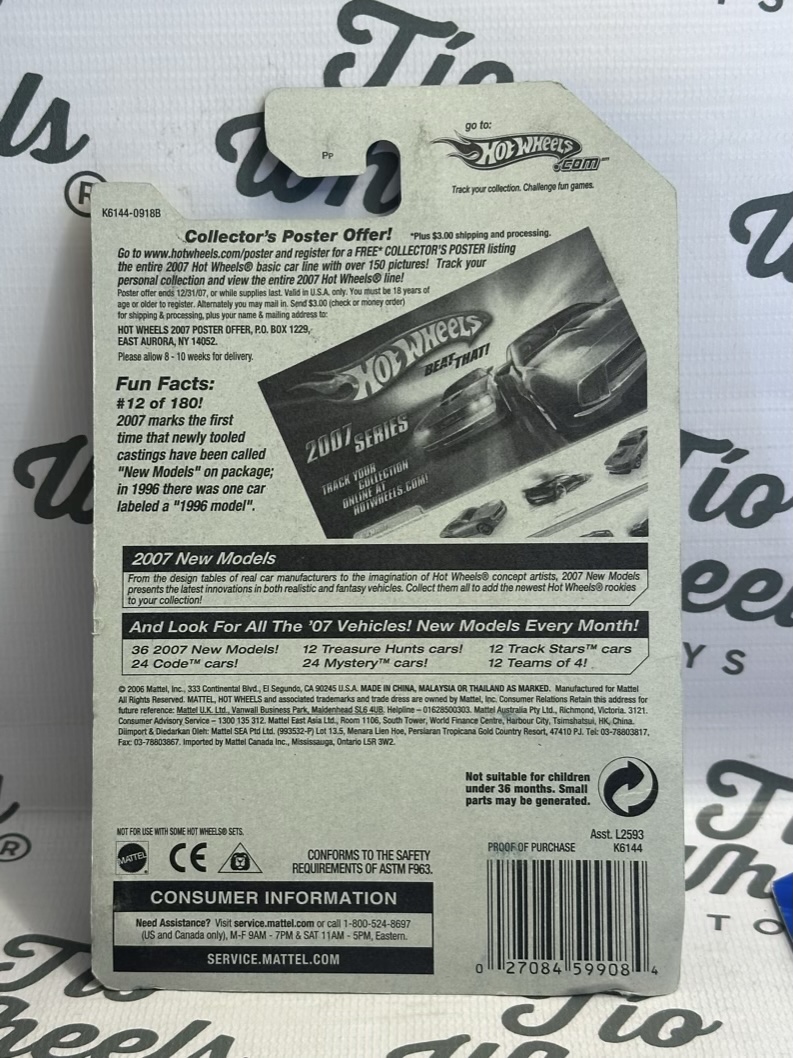 Tío
Wheels
®
go to:
HOT WHEELS
.COM™
PP
Track your collection. Challenge fun games.
K6144-0918B
Collector's Poster Offer! *Plus $3.00 shipping and processing.
Go to www.hotwheels.com/poster and register for a FREE* COLLECTOR'S POSTER listing
the entire 2007 Hot Wheels® basic car line with over 150 pictures! Track your
personal collection and view the entire 2007 Hot Wheels® line!
Poster offer ends 12/31/07, or while supplies last. Valid in U.S.A. only. You must be 18 years of
age or older to register. Alternately you may mail in. Send $3.00 (check or money order)
for shipping & processing, plus your name & mailing address to:
HOT WHEELS 2007 POSTER OFFER, P.O. BOX 1229,
EAST AURORA, NY 14052.
Please allow 8 - 10 weeks for delivery.
HOT WHEELS
BEAT THAT!
2007 SERIES
TRACK YOUR
COLLECTION
ONLINE AT
HOTWHEELS.COM!
Fun Facts:
#12 of 180!
2007 marks the first
time that newly tooled
castings have been called
"New Models" on package;
in 1996 there was one car
labeled a "1996 model".
2007 New Models
From the design tables of real car manufacturers to the imagination of Hot Wheels® concept artists, 2007 New Models
presents the latest innovations in both realistic and fantasy vehicles. Collect them all to add the newest Hot Wheels® rookies
to your collection!
And Look For All The '07 Vehicles! New Models Every Month!
36 2007 New Models! 12 Treasure Hunts cars! 12 Track Stars™ cars
24 Code™ cars! 24 Mystery™ cars! 12 Teams of 4!
© 2006 Mattel, Inc., 333 Continental Blvd., El Segundo, CA 90245 U.S.A. MADE IN CHINA, MALAYSIA OR THAILAND AS MARKED. Manufactured for Mattel
All Rights Reserved. MATTEL, HOT WHEELS and associated trademarks and trade dress are owned by Mattel, Inc. Consumer Relations Retain this address for
future reference: Mattel U.K. Ltd., Vanwall Business Park, Maidenhead SL6 4UB. Helpline – 01628500303. Mattel Australia Pty Ltd., Richmond, Victoria. 3121.
Consumer Advisory Service – 1300 135 312. Mattel East Asia Ltd., Room 1106, South Tower, World Finance Centre, Harbour City, Tsimshatsui, HK, China.
Diimport & Diedarkan Oleh: Mattel SEA Ptd Ltd. (993532-P) Lot 13.5, Menara Lien Hoe, Persiaran Tropicana Gold Country Resort, 47410 PJ. Tel: 03-78803817,
Fax: 03-78803867. Imported by Mattel Canada Inc., Mississauga, Ontario L5R 3W2.
Not suitable for children
under 36 months. Small
parts may be generated.
NOT FOR USE WITH SOME HOT WHEELS® SETS.
MATTEL
CE
CONFORMS TO THE SAFETY
REQUIREMENTS OF ASTM F963.
Asst. L2593
PROOF OF PURCHASE K6144
CONSUMER INFORMATION
Need Assistance? Visit service.mattel.com or call 1-800-524-8697
(US and Canada only), M-F 9AM - 7PM & SAT 11AM - 5PM, Eastern.
SERVICE.MATTEL.COM
0 27084 59908 4
Tío
Wheels